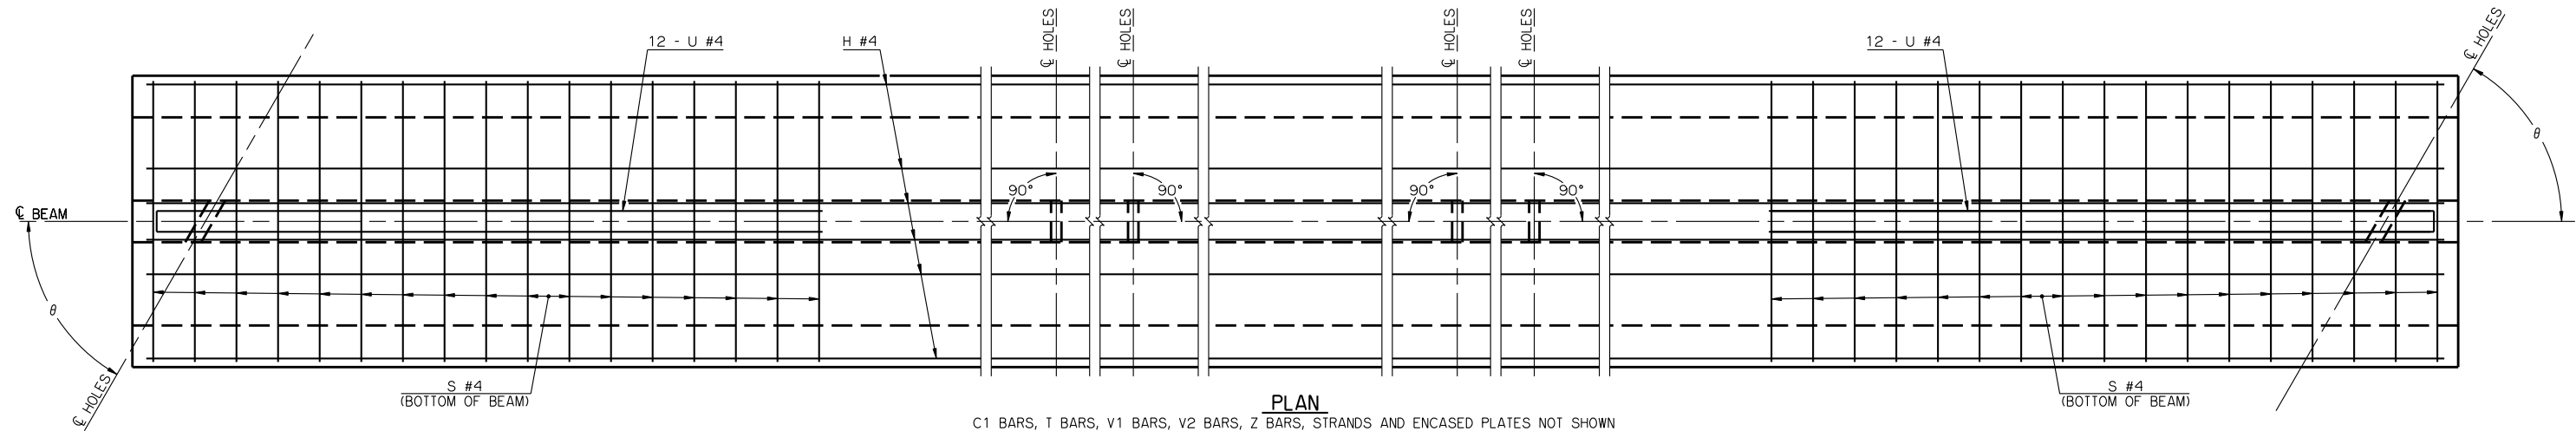 ℄ HOLES
℄ HOLES
℄ HOLES
℄ HOLES
℄ HOLES
12 - U #4
H #4
12 - U #4
θ
90°
90°
90°
90°
℄ BEAM
θ
S #4
(BOTTOM OF BEAM)
S #4
(BOTTOM OF BEAM)
℄ HOLES
PLAN
C1 BARS, T BARS, V1 BARS, V2 BARS, Z BARS, STRANDS AND ENCASED PLATES NOT SHOWN